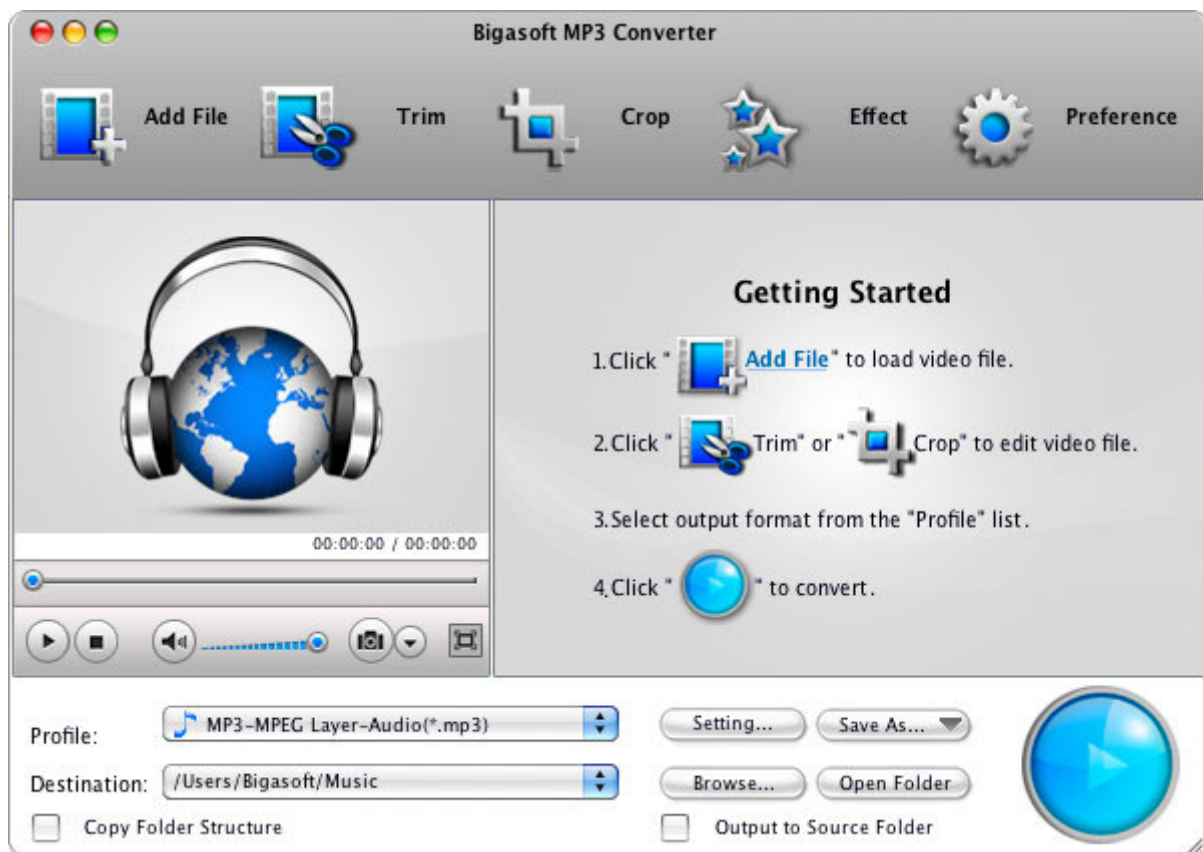 Bigasoft MP3 Converter
Add File Trim Crop Effect Preference
Getting Started
1.Click "Add File" to load video file.
2.Click "Trim" or "Crop" to edit video file.
3.Select output format from the "Profile" list.
4.Click "" to convert.
00:00:00 / 00:00:00
Profile: MP3-MPEG Layer-Audio(*.mp3) Setting... Save As...
Destination: /Users/Bigasoft/Music Browse... Open Folder
Copy Folder Structure Output to Source Folder